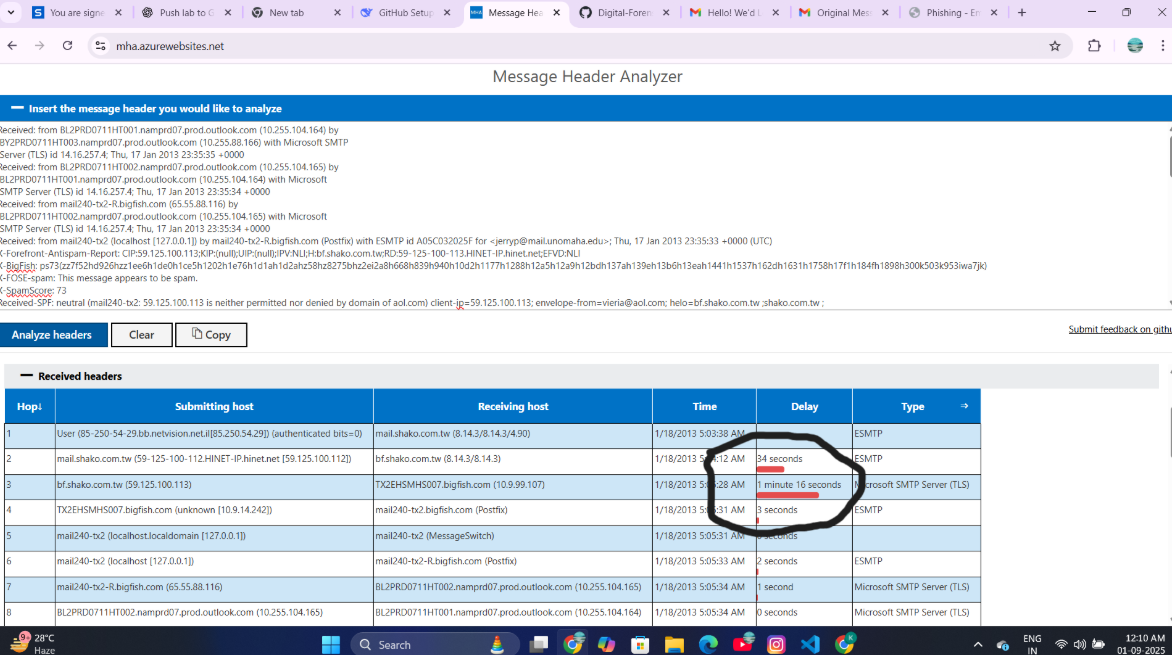 You are signe
Push lab to G
New tab
GitHub Setup
Message Hea
Digital-Foren
Hello! We'd L
Original Mes
Phishing - Em
mha.azurewebsites.net
Message Header Analyzer
Insert the message header you would like to analyze
Received: from BL2PRD0711HT001.namprd07.prod.outlook.com (10.255.104.164) by
BY2PRD0711HT003.namprd07.prod.outlook.com (10.255.88.166) with Microsoft SMTP
Server (TLS) id 14.16.257.4; Thu, 17 Jan 2013 23:35:35 +0000
Received: from BL2PRD0711HT002.namprd07.prod.outlook.com (10.255.104.165) by
BL2PRD0711HT001.namprd07.prod.outlook.com (10.255.104.164) with Microsoft
SMTP Server (TLS) id 14.16.257.4; Thu, 17 Jan 2013 23:35:34 +0000
Received: from mail240-tx2-R.bigfish.com (65.55.88.116) by
BL2PRD0711HT002.namprd07.prod.outlook.com (10.255.104.165) with Microsoft
SMTP Server (TLS) id 14.16.257.4; Thu, 17 Jan 2013 23:35:34 +0000
Received: from mail240-tx2 (localhost [127.0.0.1]) by mail240-tx2-R.bigfish.com (Postfix) with ESMTP id A05C032025F for <jerryp@mail.unomaha.edu>; Thu, 17 Jan 2013 23:35:33 +0000 (UTC)
X-Forefront-Antispam-Report: CIP:59.125.100.113;KIP:(null);UIP:(null);IPV:NLI;H:bf.shako.com.tw;RD:59-125-100-113.HINET-IP.hinet.net;EFVD:NLI
X-BigFish: ps73(zz7f52hd926hzz1ee6h1de0h1ce5h1202h1e76h1d1ah1d2ahz58hz8275bhz2ei2a8h668h839h940h10d2h1177h1288h12a5h12a9h12bdh137ah139eh13b6h13eah1441h1537h162dh1631h1758h17f1h184fh1898h300k503k953iwa7jk)
X-FOSE-spam: This message appears to be spam.
X-SpamScore: 73
Received-SPF: neutral (mail240-tx2: 59.125.100.113 is neither permitted nor denied by domain of aol.com) client-ip=59.125.100.113; envelope-from=vieria@aol.com; helo=bf.shako.com.tw ;shako.com.tw ;
Analyze headers Clear Copy Submit feedback on githu
Received headers
Hop↓ Submitting host Receiving host Time Delay Type →
1 User (85-250-54-29.bb.netvision.net.il[85.250.54.29]) (authenticated bits=0) mail.shako.com.tw (8.14.3/8.14.3/4.90) 1/18/2013 5:03:38 AM ESMTP
2 mail.shako.com.tw (59-125-100-112.HINET-IP.hinet.net [59.125.100.112]) bf.shako.com.tw (8.14.3/8.14.3) 1/18/2013 :12 AM 34 seconds ESMTP
3 bf.shako.com.tw (59.125.100.113) TX2EHSMHS007.bigfish.com (10.9.99.107) 1/18/2013 :28 AM 1 minute 16 seconds Microsoft SMTP Server (TLS)
4 TX2EHSMHS007.bigfish.com (unknown [10.9.14.242]) mail240-tx2.bigfish.com (Postfix) 1/18/2013 5:05:31 AM 3 seconds ESMTP
5 mail240-tx2 (localhost.localdomain [127.0.0.1]) mail240-tx2 (MessageSwitch) 1/18/2013 5:05:31 AM 0 seconds
6 mail240-tx2 (localhost [127.0.0.1]) mail240-tx2-R.bigfish.com (Postfix) 1/18/2013 5:05:33 AM 2 seconds ESMTP
7 mail240-tx2-R.bigfish.com (65.55.88.116) BL2PRD0711HT002.namprd07.prod.outlook.com (10.255.104.165) 1/18/2013 5:05:34 AM 1 second Microsoft SMTP Server (TLS)
8 BL2PRD0711HT002.namprd07.prod.outlook.com (10.255.104.165) BL2PRD0711HT001.namprd07.prod.outlook.com (10.255.104.164) 1/18/2013 5:05:34 AM 0 seconds Microsoft SMTP Server (TLS)
9+
28°C
Haze
Search
ENG
IN
12:10 AM
01-09-2025